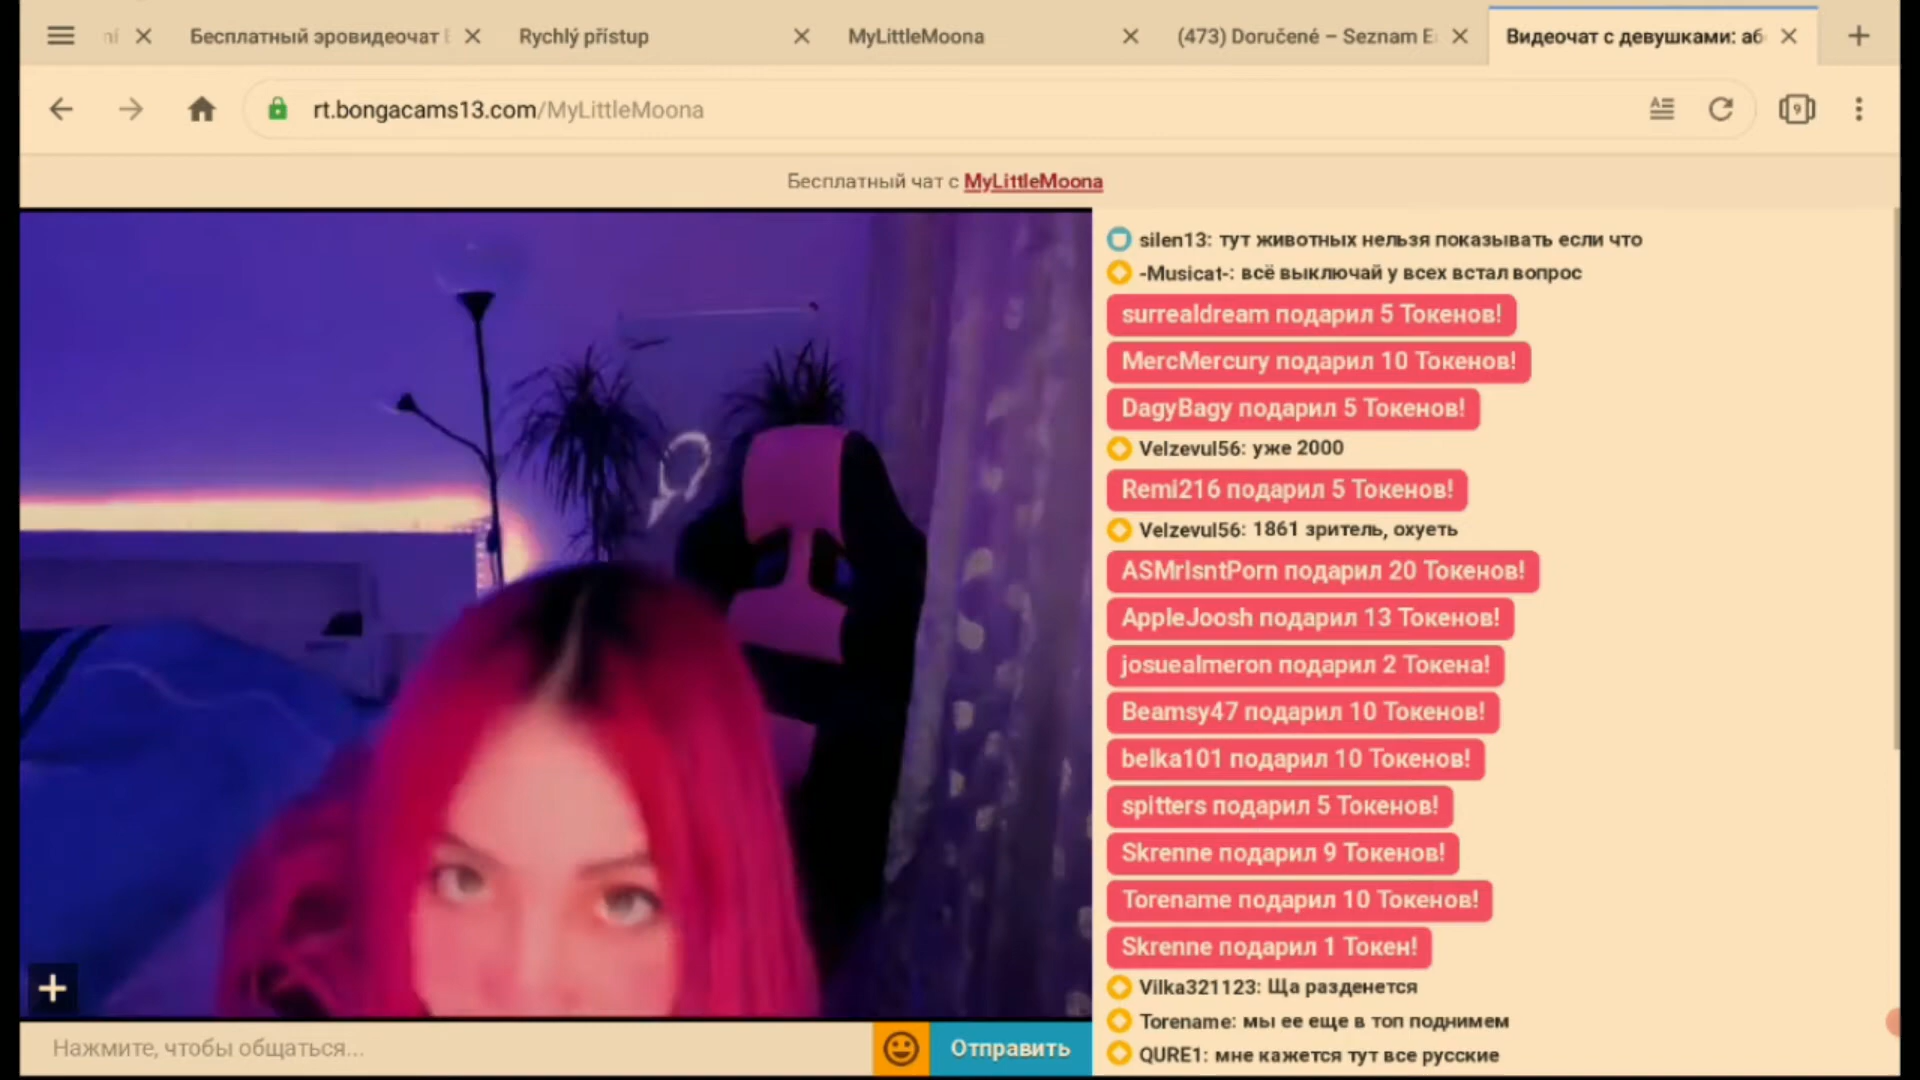 ní
Бесплатный эровидеочат
Rychlý přístup
MyLittleMoona
(473) Doručené – Seznam E
Видеочат с девушками: аб
rt.bongacams13.com/MyLittleMoona
9
Бесплатный чат с MyLittleMoona
silen13: тут животных нельзя показывать если что
-Musicat-: всё выключай у всех встал вопрос
surrealdream подарил 5 Токенов!
MercMercury подарил 10 Токенов!
DagyBagy подарил 5 Токенов!
Velzevul56: уже 2000
Remi216 подарил 5 Токенов!
Velzevul56: 1861 зритель, охуеть
ASMrIsntPorn подарил 20 Токенов!
AppleJoosh подарил 13 Токенов!
josuealmeron подарил 2 Токена!
Beamsy47 подарил 10 Токенов!
belka101 подарил 10 Токенов!
spitters подарил 5 Токенов!
Skrenne подарил 9 Токенов!
Torename подарил 10 Токенов!
Skrenne подарил 1 Токен!
Vilka321123: Ща разденется
Torename: мы ее еще в топ поднимем
QURE1: мне кажется тут все русские
Нажмите, чтобы общаться...
Отправить